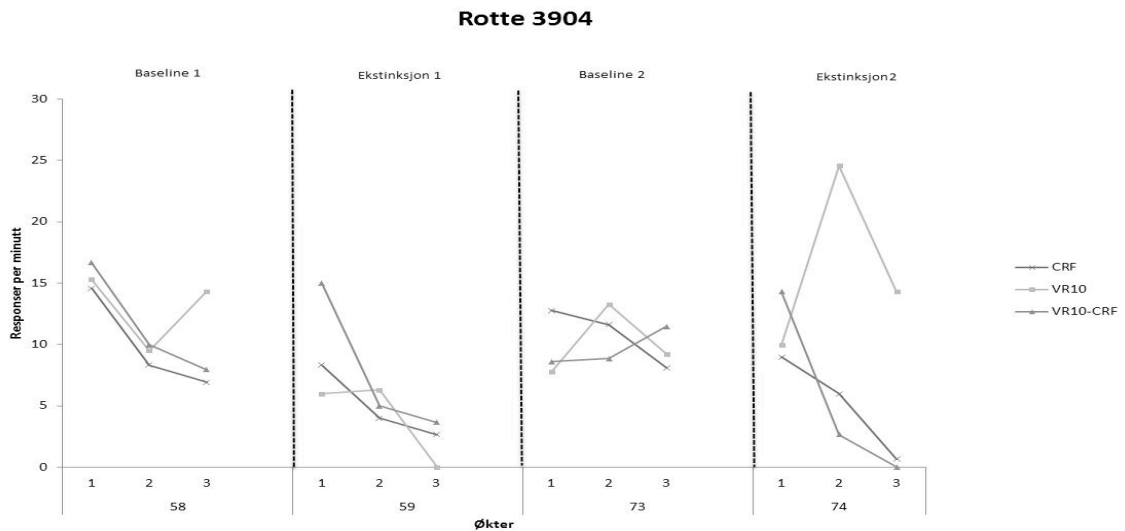 Rotte 3904
Baseline 1
Ekstinksjon 1
Baseline 2
Ekstinksjon2
30
25
20
15
10
5
0
Responser per minutt
1 2 3 1 2 3 1 2 3 1 2 3
58 59 73 74
Økter
CRF
VR10
VR10-CRF